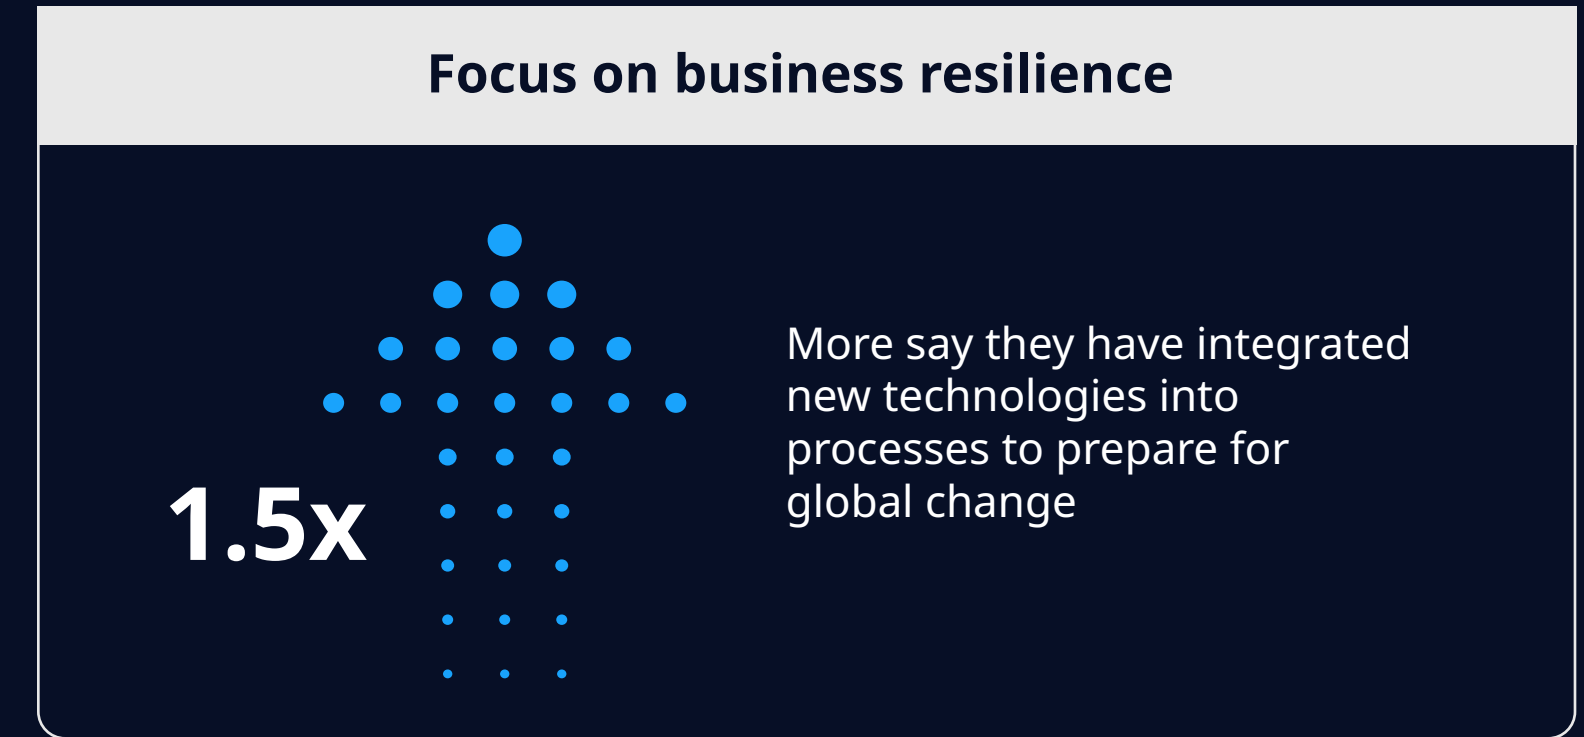 Focus on business resilience
1.5x
More say they have integrated
new technologies into
processes to prepare for
global change